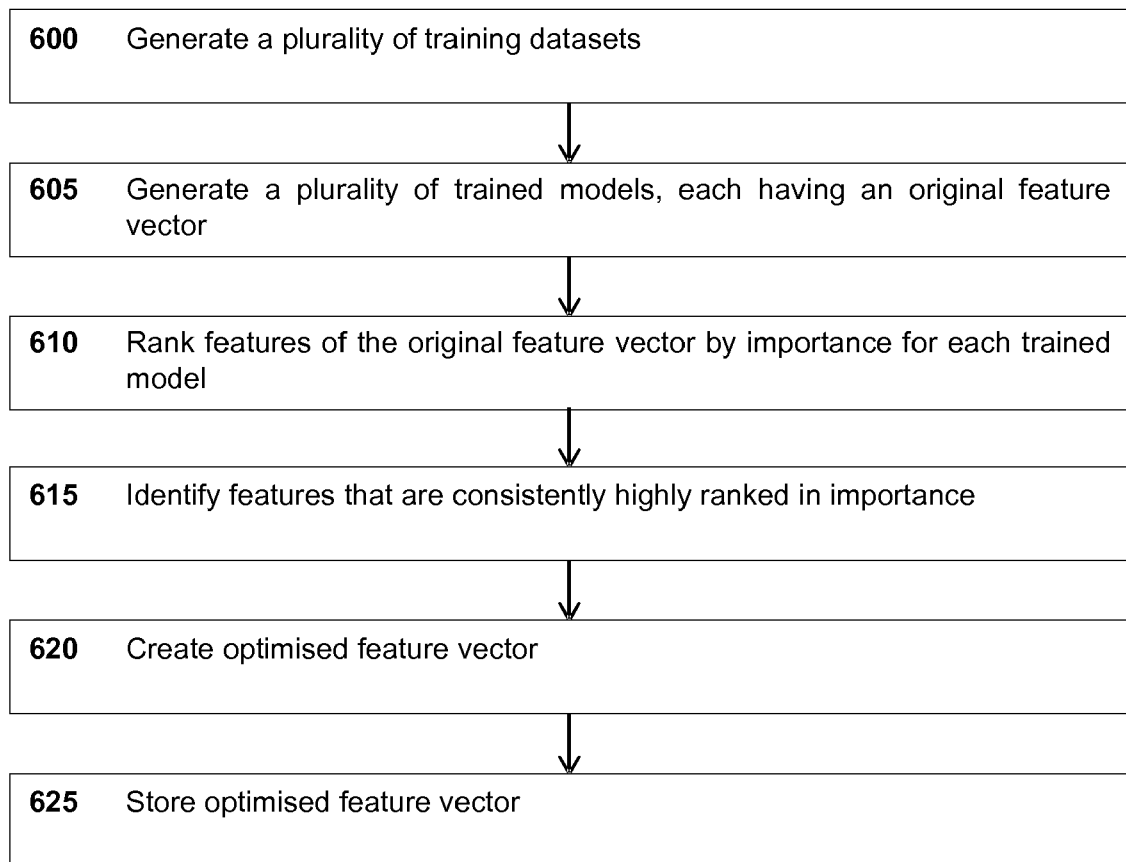 600 Generate a plurality of training datasets
605 Generate a plurality of trained models, each having an original feature
vector
610 Rank features of the original feature vector by importance for each trained
model
615 Identify features that are consistently highly ranked in importance
620 Create optimised feature vector
625 Store optimised feature vector